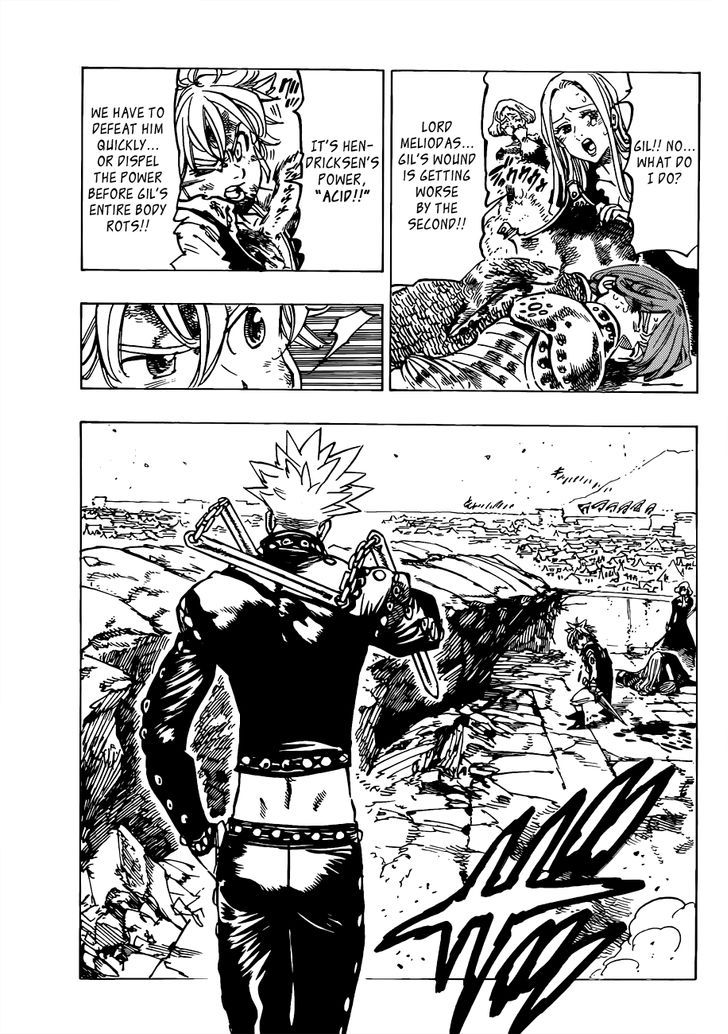 GIL!! NO...
WHAT DO
I DO?
LORD
MELIODAS...
GIL'S WOUND
IS GETTING
WORSE
BY THE
SECOND!!
IT'S HEN-
DRICKSEN'S
POWER,
"ACID!!"
WE HAVE TO
DEFEAT HIM
QUICKLY...
OR DISPEL
THE POWER
BEFORE GIL'S
ENTIRE BODY
ROTS!!